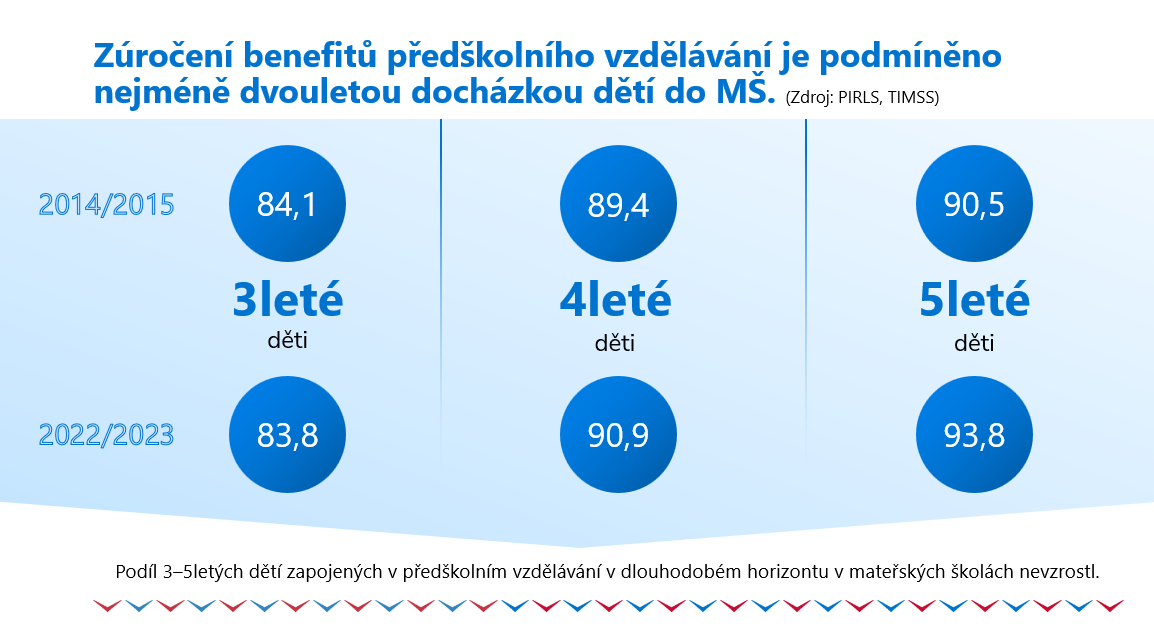 Zúročení benefitů předškolního vzdělávání je podmíněno
nejméně dvouletou docházkou dětí do MŠ. (Zdroj: PIRLS, TIMSS)
2014/2015
84,1
89,4
90,5
3leté
děti
4leté
děti
5leté
děti
2022/2023
83,8
90,9
93,8
Podíl 3–5letých dětí zapojených v předškolním vzdělávání v dlouhodobém horizontu v mateřských školách nevzrostl.